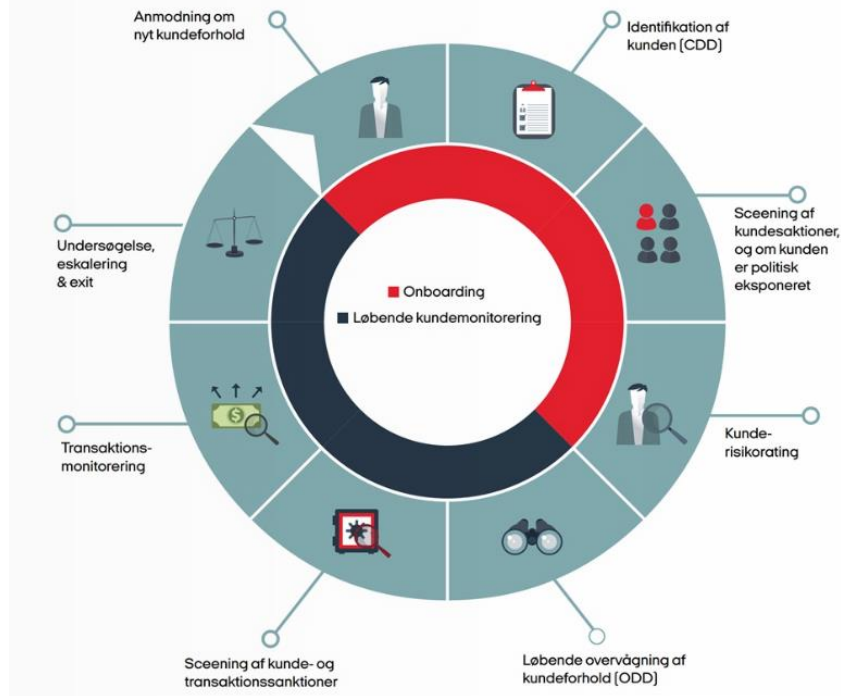 Anmodning om
nyt kundeforhold
Identifikation af
kunden (CDD)
Sceening af
kundesaktioner,
og om kunden
er politisk
eksponeret
Kunde-
risikorating
Løbende overvågning af
kundeforhold (ODD)
Sceening af kunde- og
transaktionssanktioner
Transaktions-
monitorering
Undersøgelse,
eskalering
& exit
Onboarding
Løbende kundemonitorering